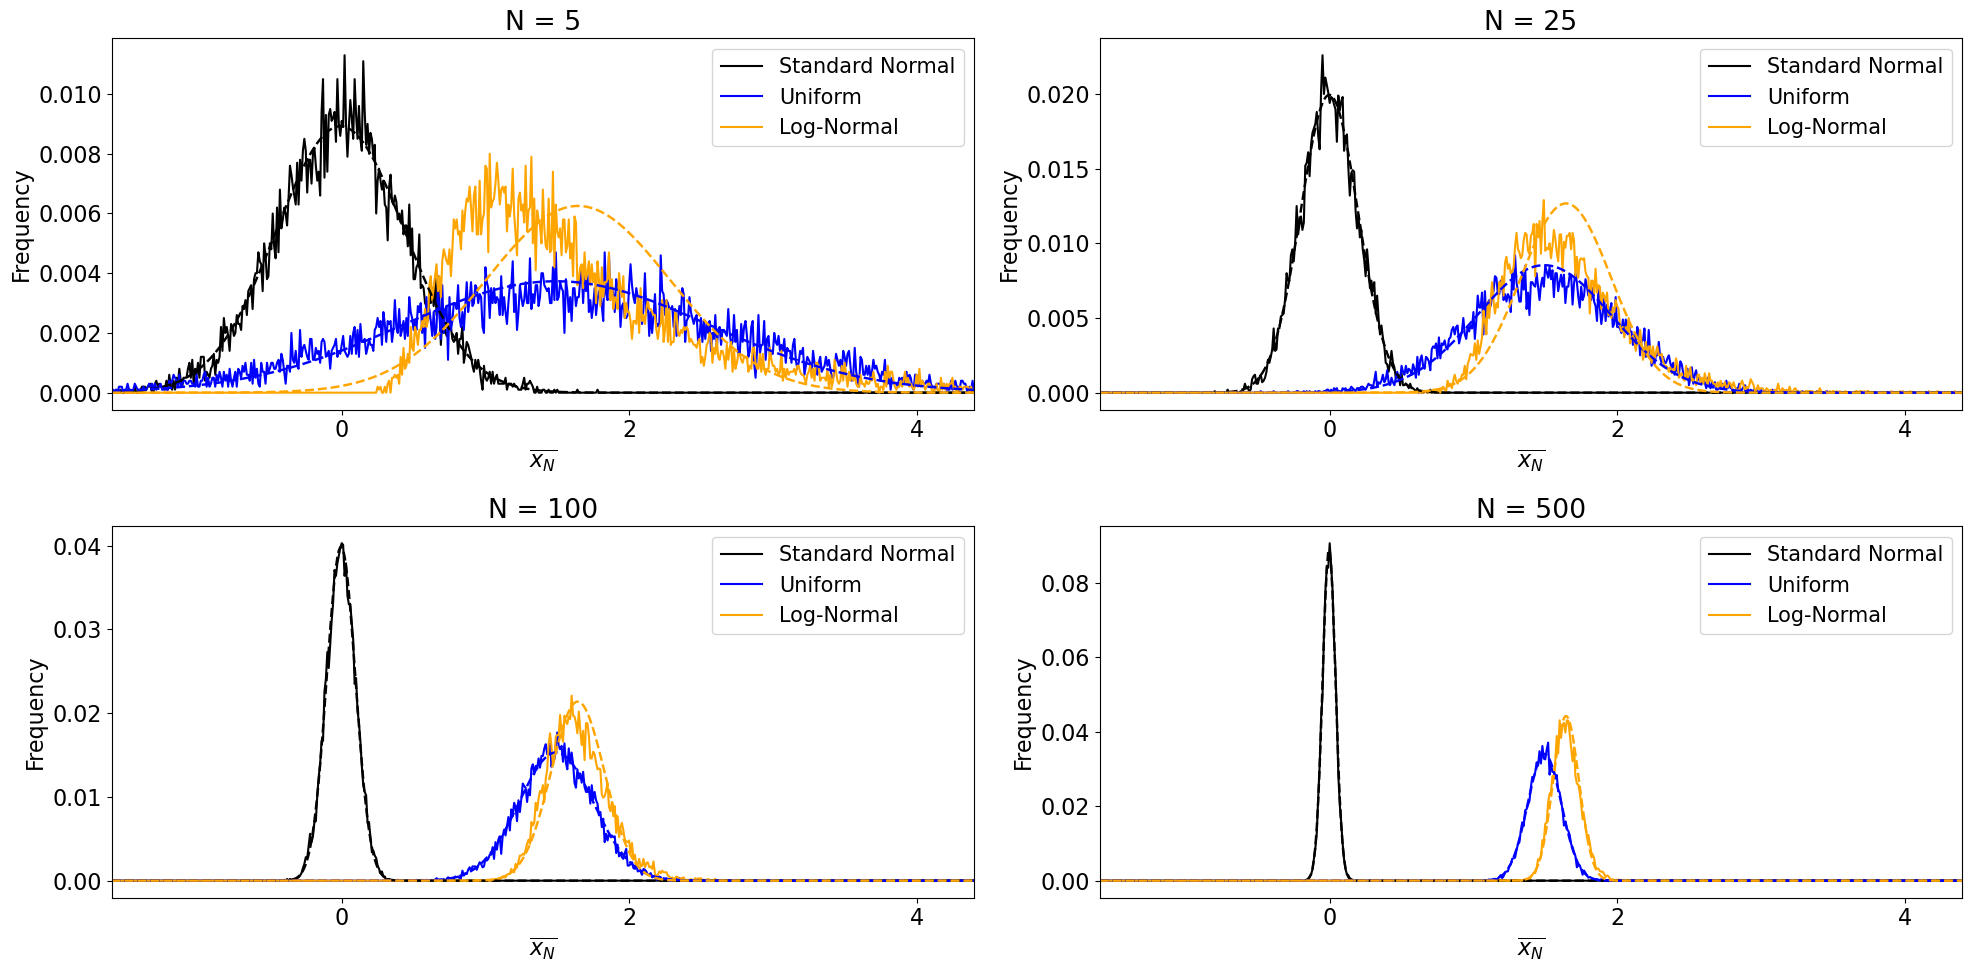 N = 5
0.010
0.008
0.006
0.004
0.002
0.000
Frequency
Standard Normal
Uniform
Log-Normal
0 2 4
x_N
N = 25
0.020
0.015
0.010
0.005
0.000
Frequency
Standard Normal
Uniform
Log-Normal
0 2 4
x_N
N = 100
0.04
0.03
0.02
0.01
0.00
Frequency
Standard Normal
Uniform
Log-Normal
0 2 4
x_N
N = 500
0.08
0.06
0.04
0.02
0.00
Frequency
Standard Normal
Uniform
Log-Normal
0 2 4
x_N